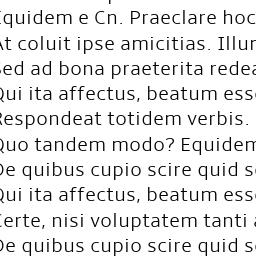 Equidem e Cn. Praeclare hoc
At coluit ipse amicitias. Illum
Sed ad bona praeterita redea
Qui ita affectus, beatum esse
Respondeat totidem verbis.
Quo tandem modo? Equidem
De quibus cupio scire quid se
Qui ita affectus, beatum esse
Certe, nisi voluptatem tanti a
De quibus cupio scire quid se